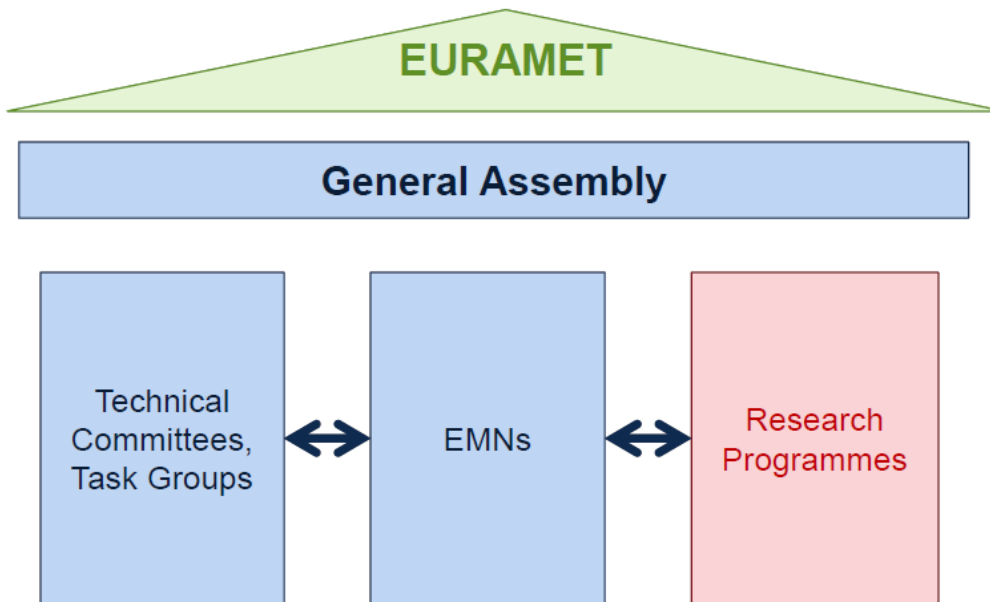 EURAMET
General Assembly
Technical
Committees,
Task Groups
EMNs
Research
Programmes